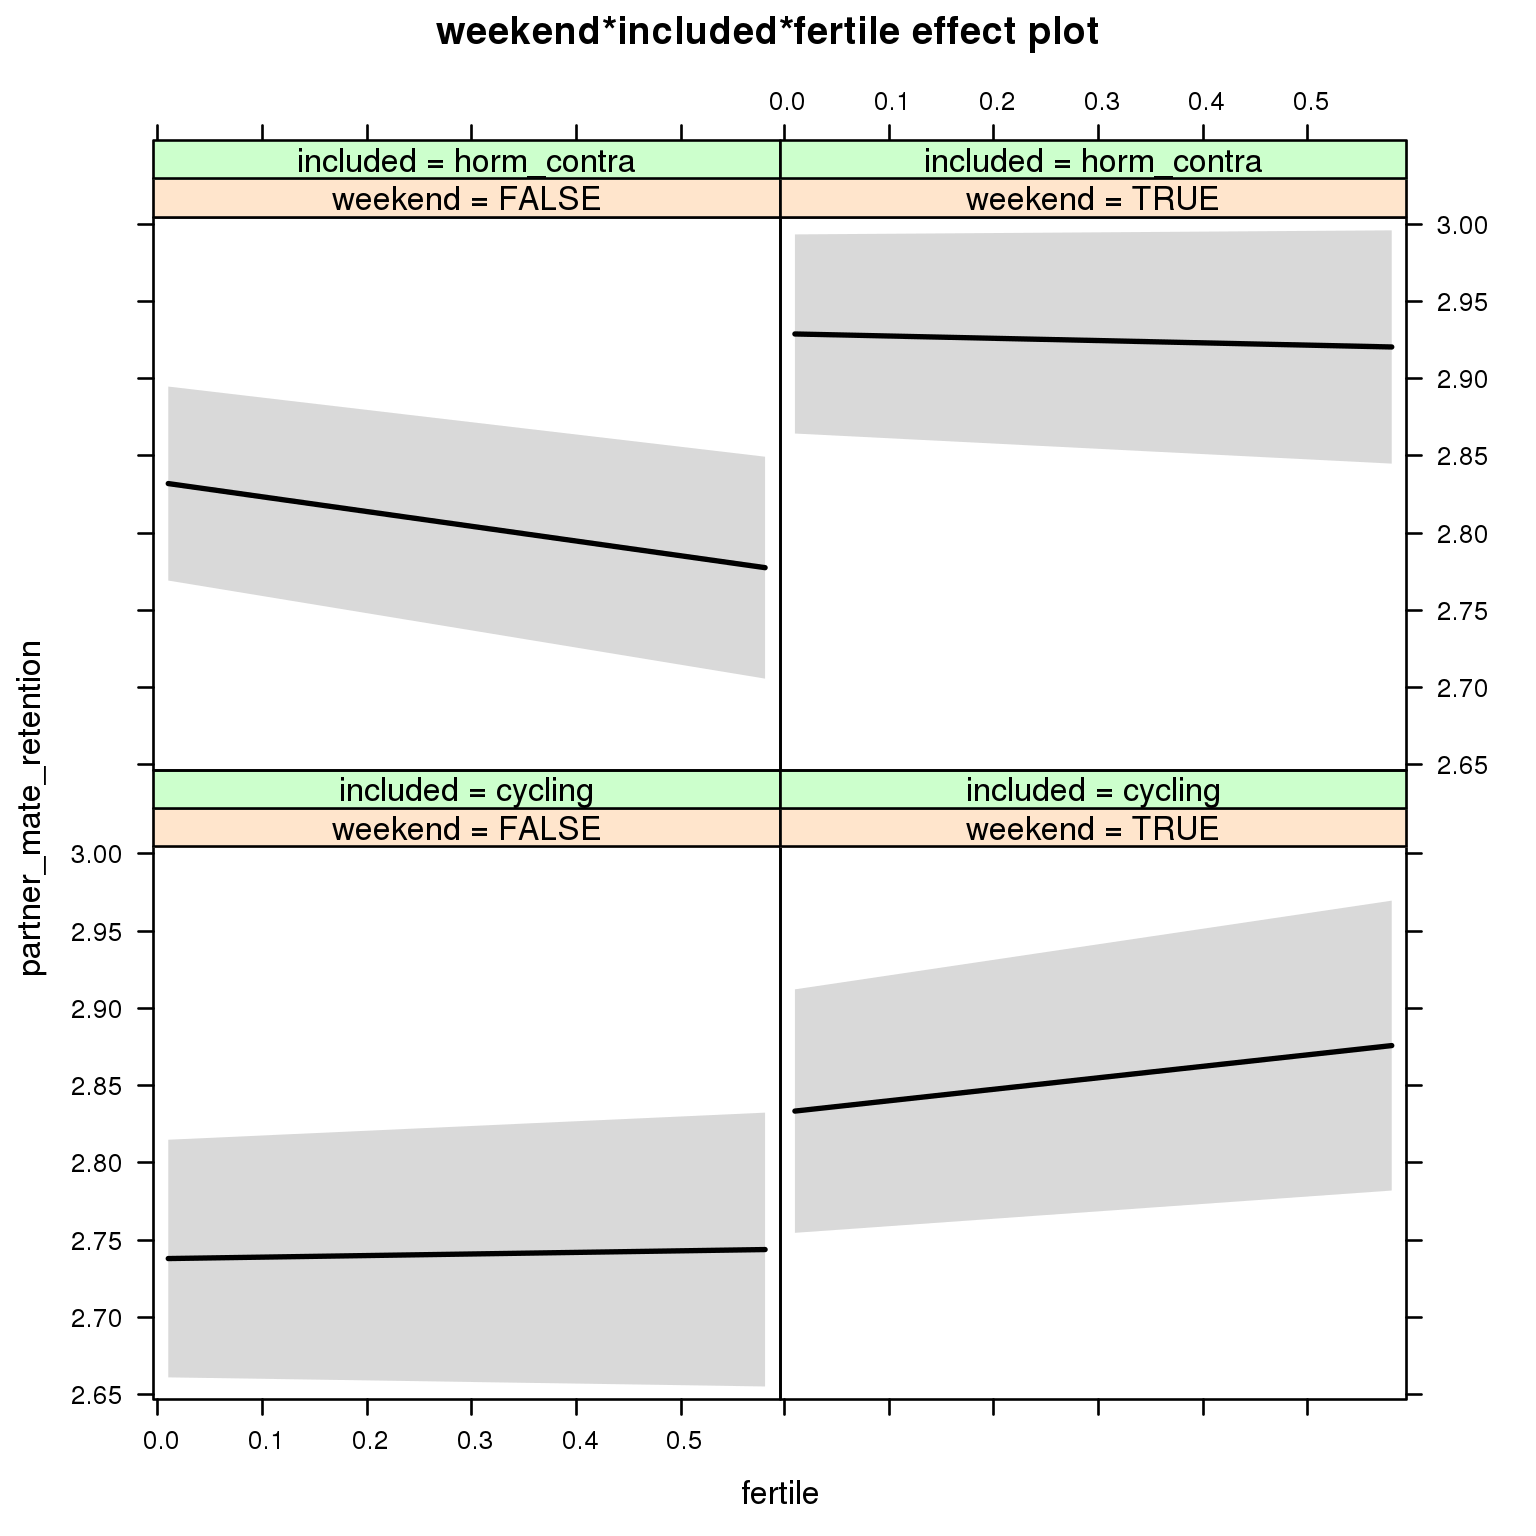 weekend*included*fertile effect plot
0.0 0.1 0.2 0.3 0.4 0.5
included = horm_contra
included = horm_contra
weekend = FALSE
weekend = TRUE
3.00
2.95
2.90
2.85
2.80
2.75
2.70
2.65
partner_mate_retention
included = cycling
included = cycling
weekend = FALSE
weekend = TRUE
3.00
2.95
2.90
2.85
2.80
2.75
2.70
2.65
0.0 0.1 0.2 0.3 0.4 0.5
fertile